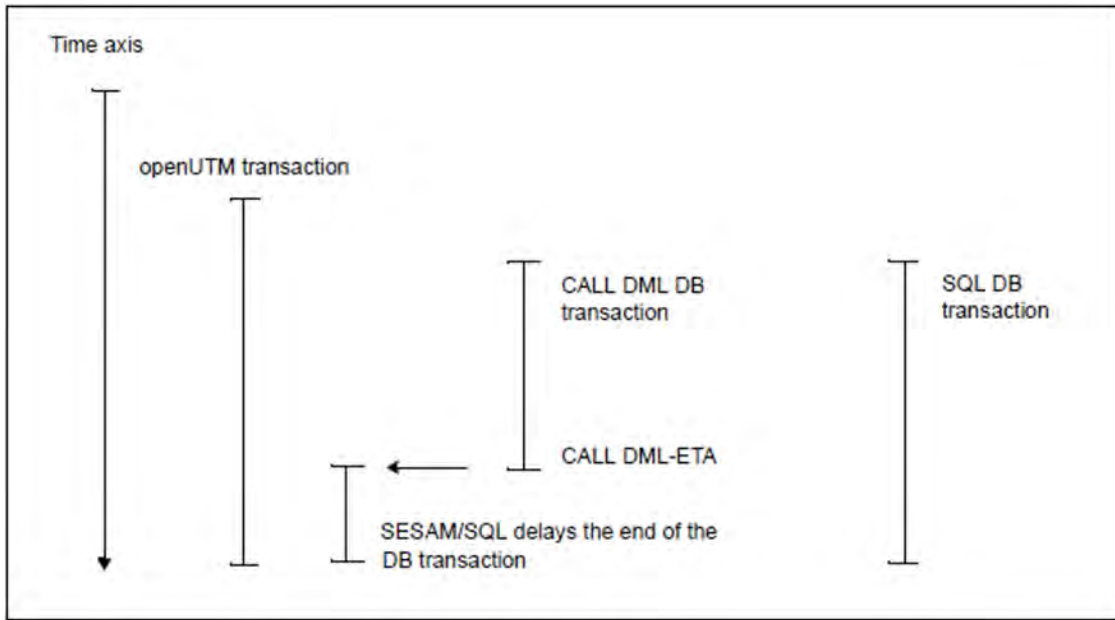 Time axis
openUTM transaction
CALL DML DB
transaction
SQL DB
transaction
CALL DML-ETA
SESAM/SQL delays the end of the
DB transaction